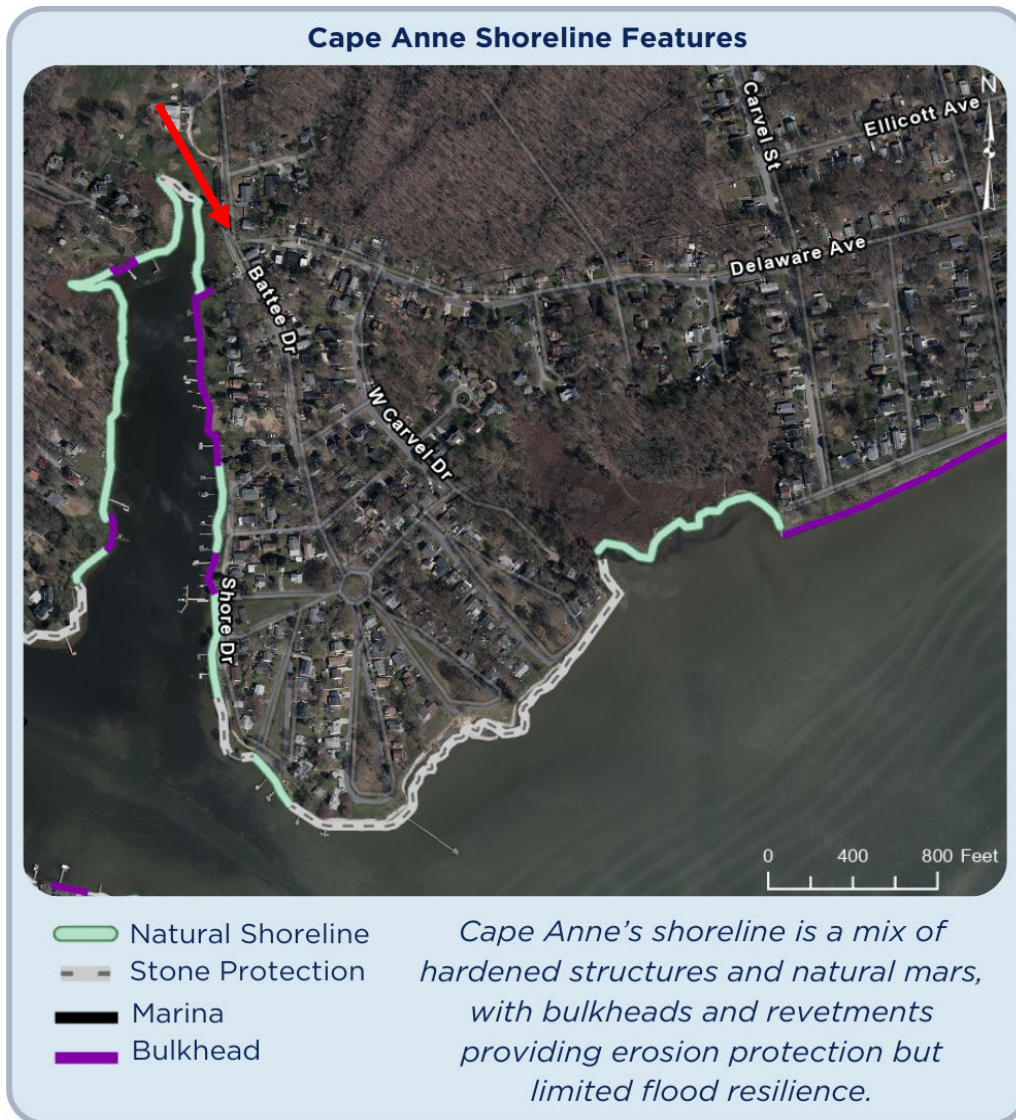 Cape Anne Shoreline Features
N
Carvel St
Ellicott Ave
Delaware Ave
Battee Dr
W Carvel Dr
Shore Dr
0 400 800 Feet
Natural Shoreline
Stone Protection
Marina
Bulkhead
Cape Anne's shoreline is a mix of
hardened structures and natural mars,
with bulkheads and revetments
providing erosion protection but
limited flood resilience.